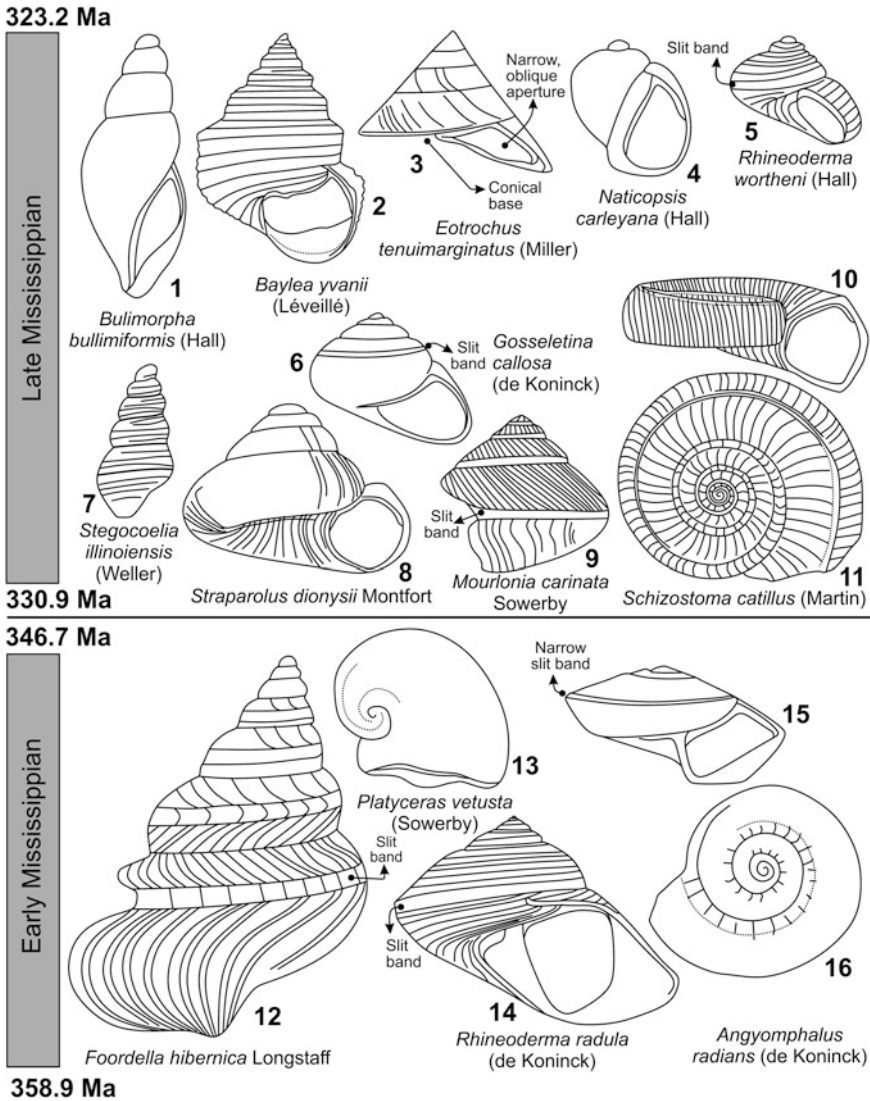 323.2 Ma
Late Mississippian
1
Bulimorpha
bullimiformis (Hall)
2
Baylea yvanii
(Léveillé)
Narrow,
oblique
aperture
3
Conical
base
Eotrochus
tenuimarginatus (Miller)
4
Naticopsis
carleyana (Hall)
Slit band
5
Rhineoderma
wortheni (Hall)
6
Slit
band
Gosseletina
callosa
(de Koninck)
7
Stegocoelia
illinoiensis
(Weller)
8
Straparolus dionysii Montfort
Slit
band
9
Mourlonia carinata
Sowerby
10
11
Schizostoma catillus (Martin)
330.9 Ma
346.7 Ma
Early Mississippian
Slit
band
12
Foordella hibernica Longstaff
13
Platyceras vetusta
(Sowerby)
Slit
band
14
Rhineoderma radula
(de Koninck)
Narrow
slit band
15
16
Angyomphalus
radians (de Koninck)
358.9 Ma